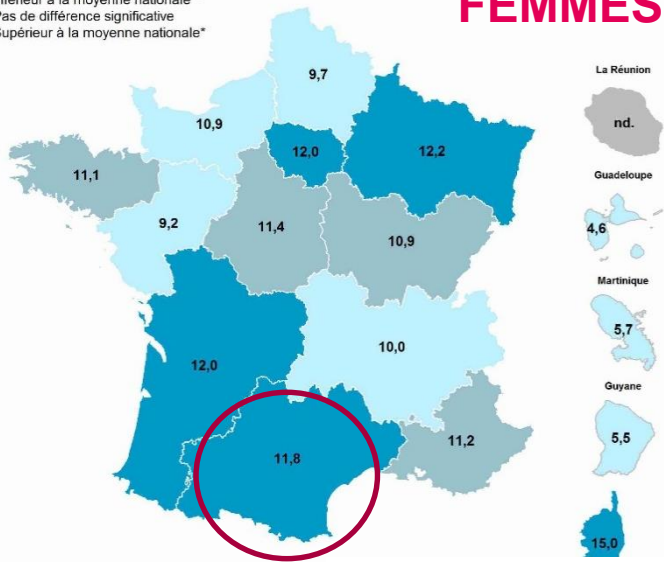 FEMMES
Pas de différence significative
Supérieur à la moyenne nationale*
9,7
La Réunion
nd.
10,9
12,0
12,2
11,1
Guadeloupe
4,6
9,2
11,4
10,9
Martinique
5,7
10,0
12,0
Guyane
5,5
11,2
11,8
15,0